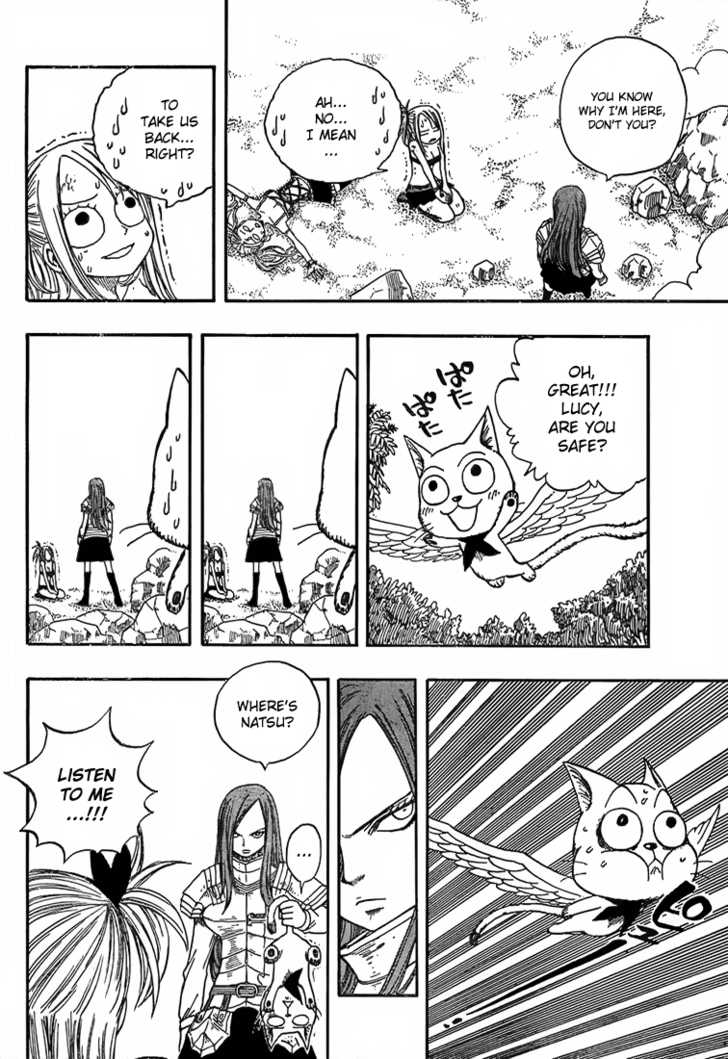 YOU KNOW
WHY I'M HERE,
DON'T YOU?
AH...
NO...
I MEAN
...
TO
TAKE US
BACK...
RIGHT?
OH,
GREAT!!!
LUCY,
ARE YOU
SAFE?
ぱた
ぱた
WHERE'S
NATSU?
...
LISTEN
TO ME
...!!!